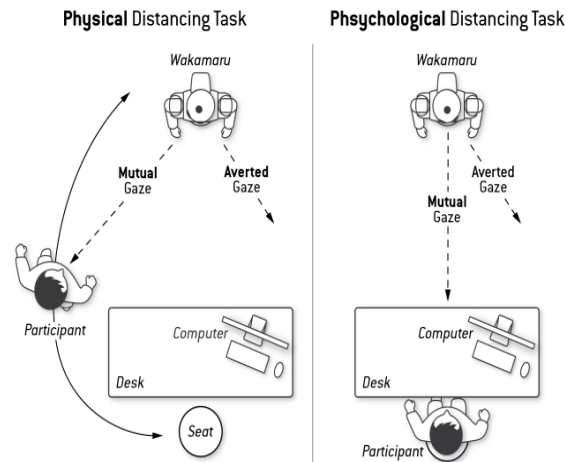 Physical Distancing Task
Wakamaru
Mutual
Gaze
Averted
Gaze
Participant
Computer
Desk
Seat
Phsychological Distancing Task
Wakamaru
Averted
Gaze
Mutual
Gaze
Computer
Desk
Participant